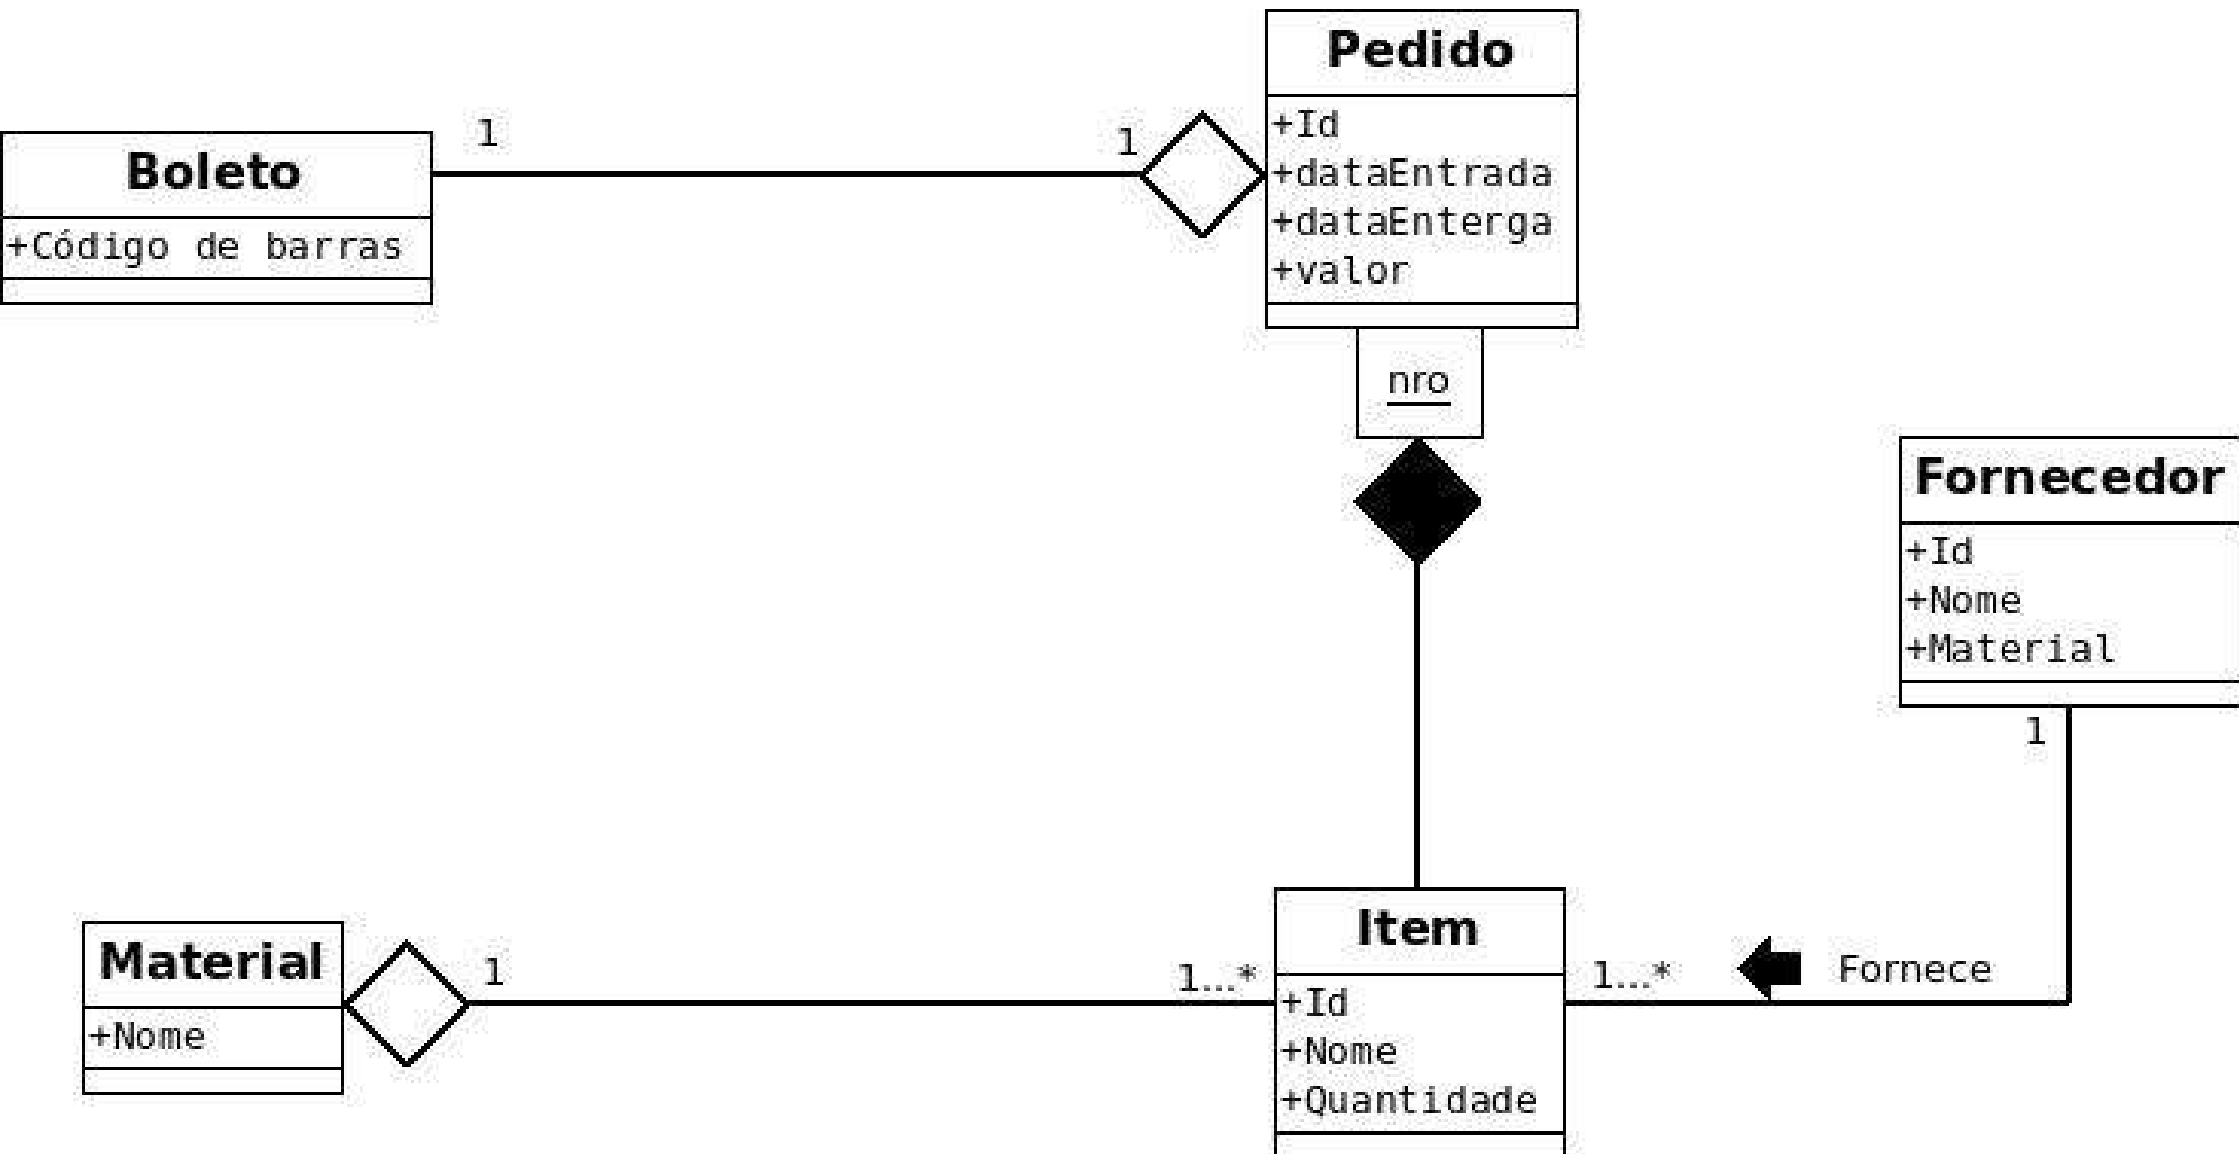 Pedido
+Id
+dataEntrada
+dataEnterga
+valor
nro
1
1
Boleto
+Código de barras
Fornecedor
+Id
+Nome
+Material
1
Fornece
1...*
Item
+Id
+Nome
+Quantidade
1...*
1
Material
+Nome